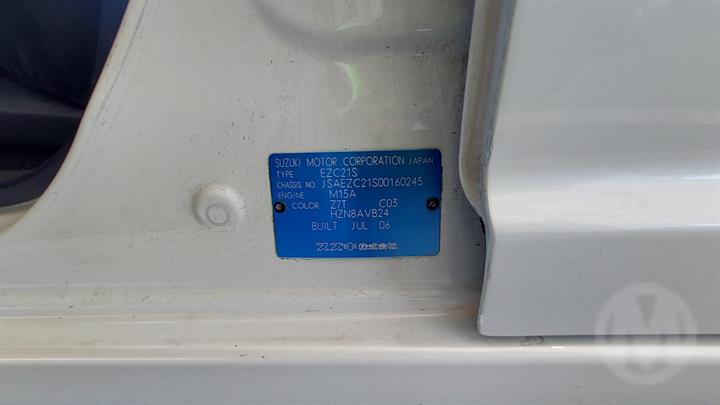 SUZUKI MOTOR CORPORATION JAPAN
TYPE EZC21S
CHASSIS NO. JSAEZC21S00160245
ENGINE M15A
COLOR Z7T C03
HZN8AVB24
BUILT JUL 06
スズキ株式会社
M